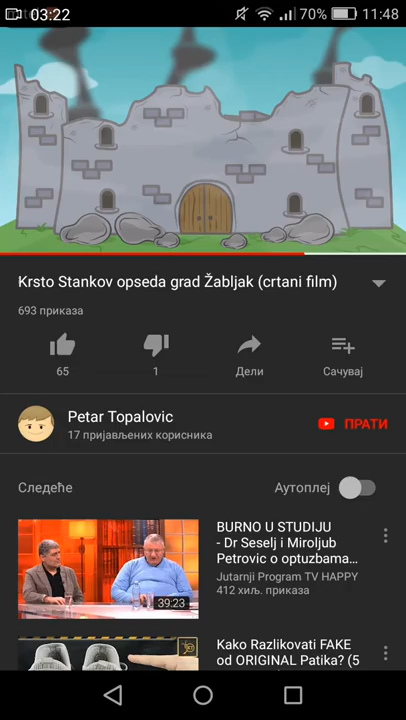 03:22
70%
11:48
Krsto Stankov opseda grad Žabljak (crtani film)
693 приказа
65
1
Дели
Сачувај
Petar Topalovic
17 пријављених корисника
ПРАТИ
Следеће
Аутоплеј
BURNO U STUDIJU
- Dr Seselj i Miroljub
Petrovic o optuzbama...
Jutarnji Program TV HAPPY
412 хиљ. приказа
39:23
Kako Razlikovati FAKE
od ORIGINAL Patika? (5